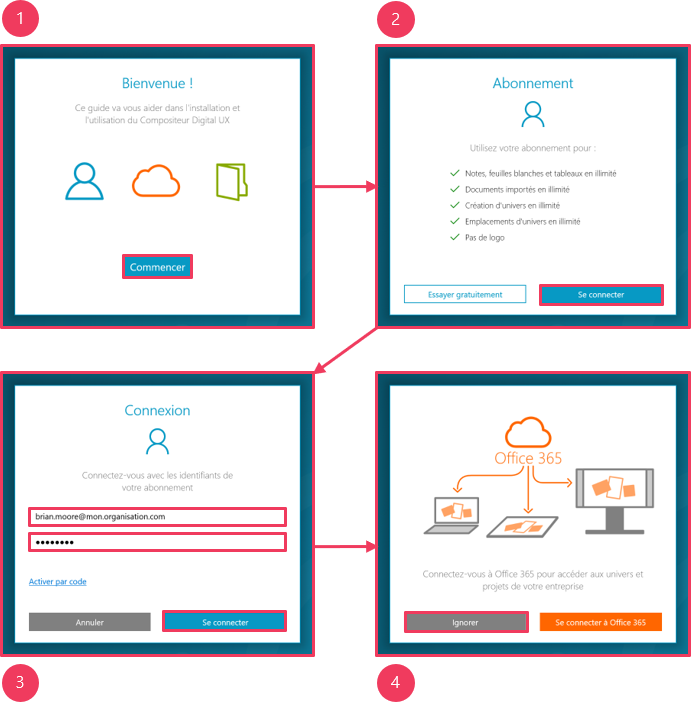 1
Bienvenue !
Ce guide va vous aider dans l'installation et
l'utilisation du Compositeur Digital UX
Commencer
2
Abonnement
Utilisez votre abonnement pour :
Notes, feuilles blanches et tableaux en illimité
Documents importés en illimité
Création d'univers en illimité
Emplacements d'univers en illimité
Pas de logo
Essayer gratuitement
Se connecter
Connexion
Connectez-vous avec les identifiants de
votre abonnement
brian.moore@mon.organisation.com
●●●●●●●●
Activer par code
Annuler
Se connecter
3
Office 365
Connectez-vous à Office 365 pour accéder aux univers et
projets de votre entreprise
Ignorer
Se connecter à Office 365
4